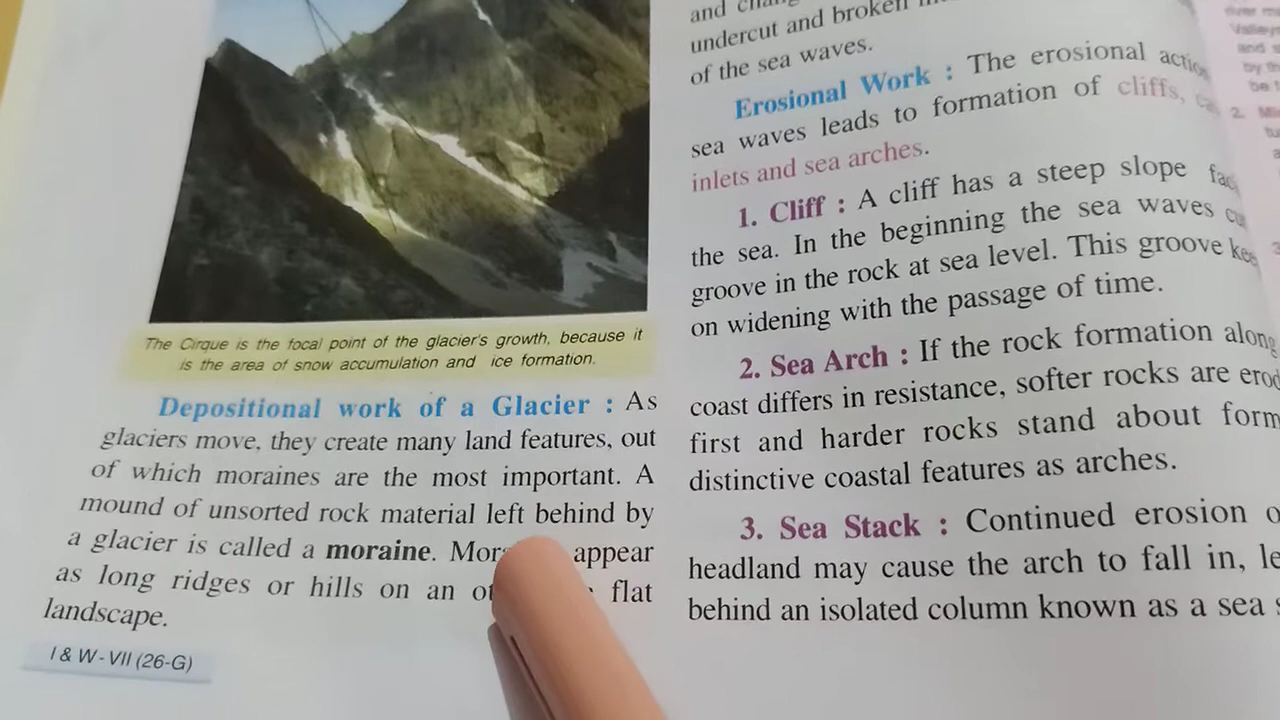 The Cirque is the focal point of the glacier's growth, because it
is the area of snow accumulation and ice formation.
Depositional work of a Glacier : As
glaciers move, they create many land features, out
of which moraines are the most important. A
mound of unsorted rock material left behind by
a glacier is called a moraine. appear
as long ridges or hills on an flat
landscape.
I & W - VII (26-G)
and
undercut and broken
of the sea waves.
Erosional Work : The erosional
sea waves leads to formation of cliffs,
inlets and sea arches.
1. Cliff : A cliff has a steep slope
the sea. In the beginning the sea waves
groove in the rock at sea level. This groove
on widening with the passage of time.
2. Sea Arch : If the rock formation along
coast differs in resistance, softer rocks are
first and harder rocks stand about
distinctive coastal features as arches.
3. Sea Stack : Continued erosion
headland may cause the arch to fall in,
behind an isolated column known as a sea
2.